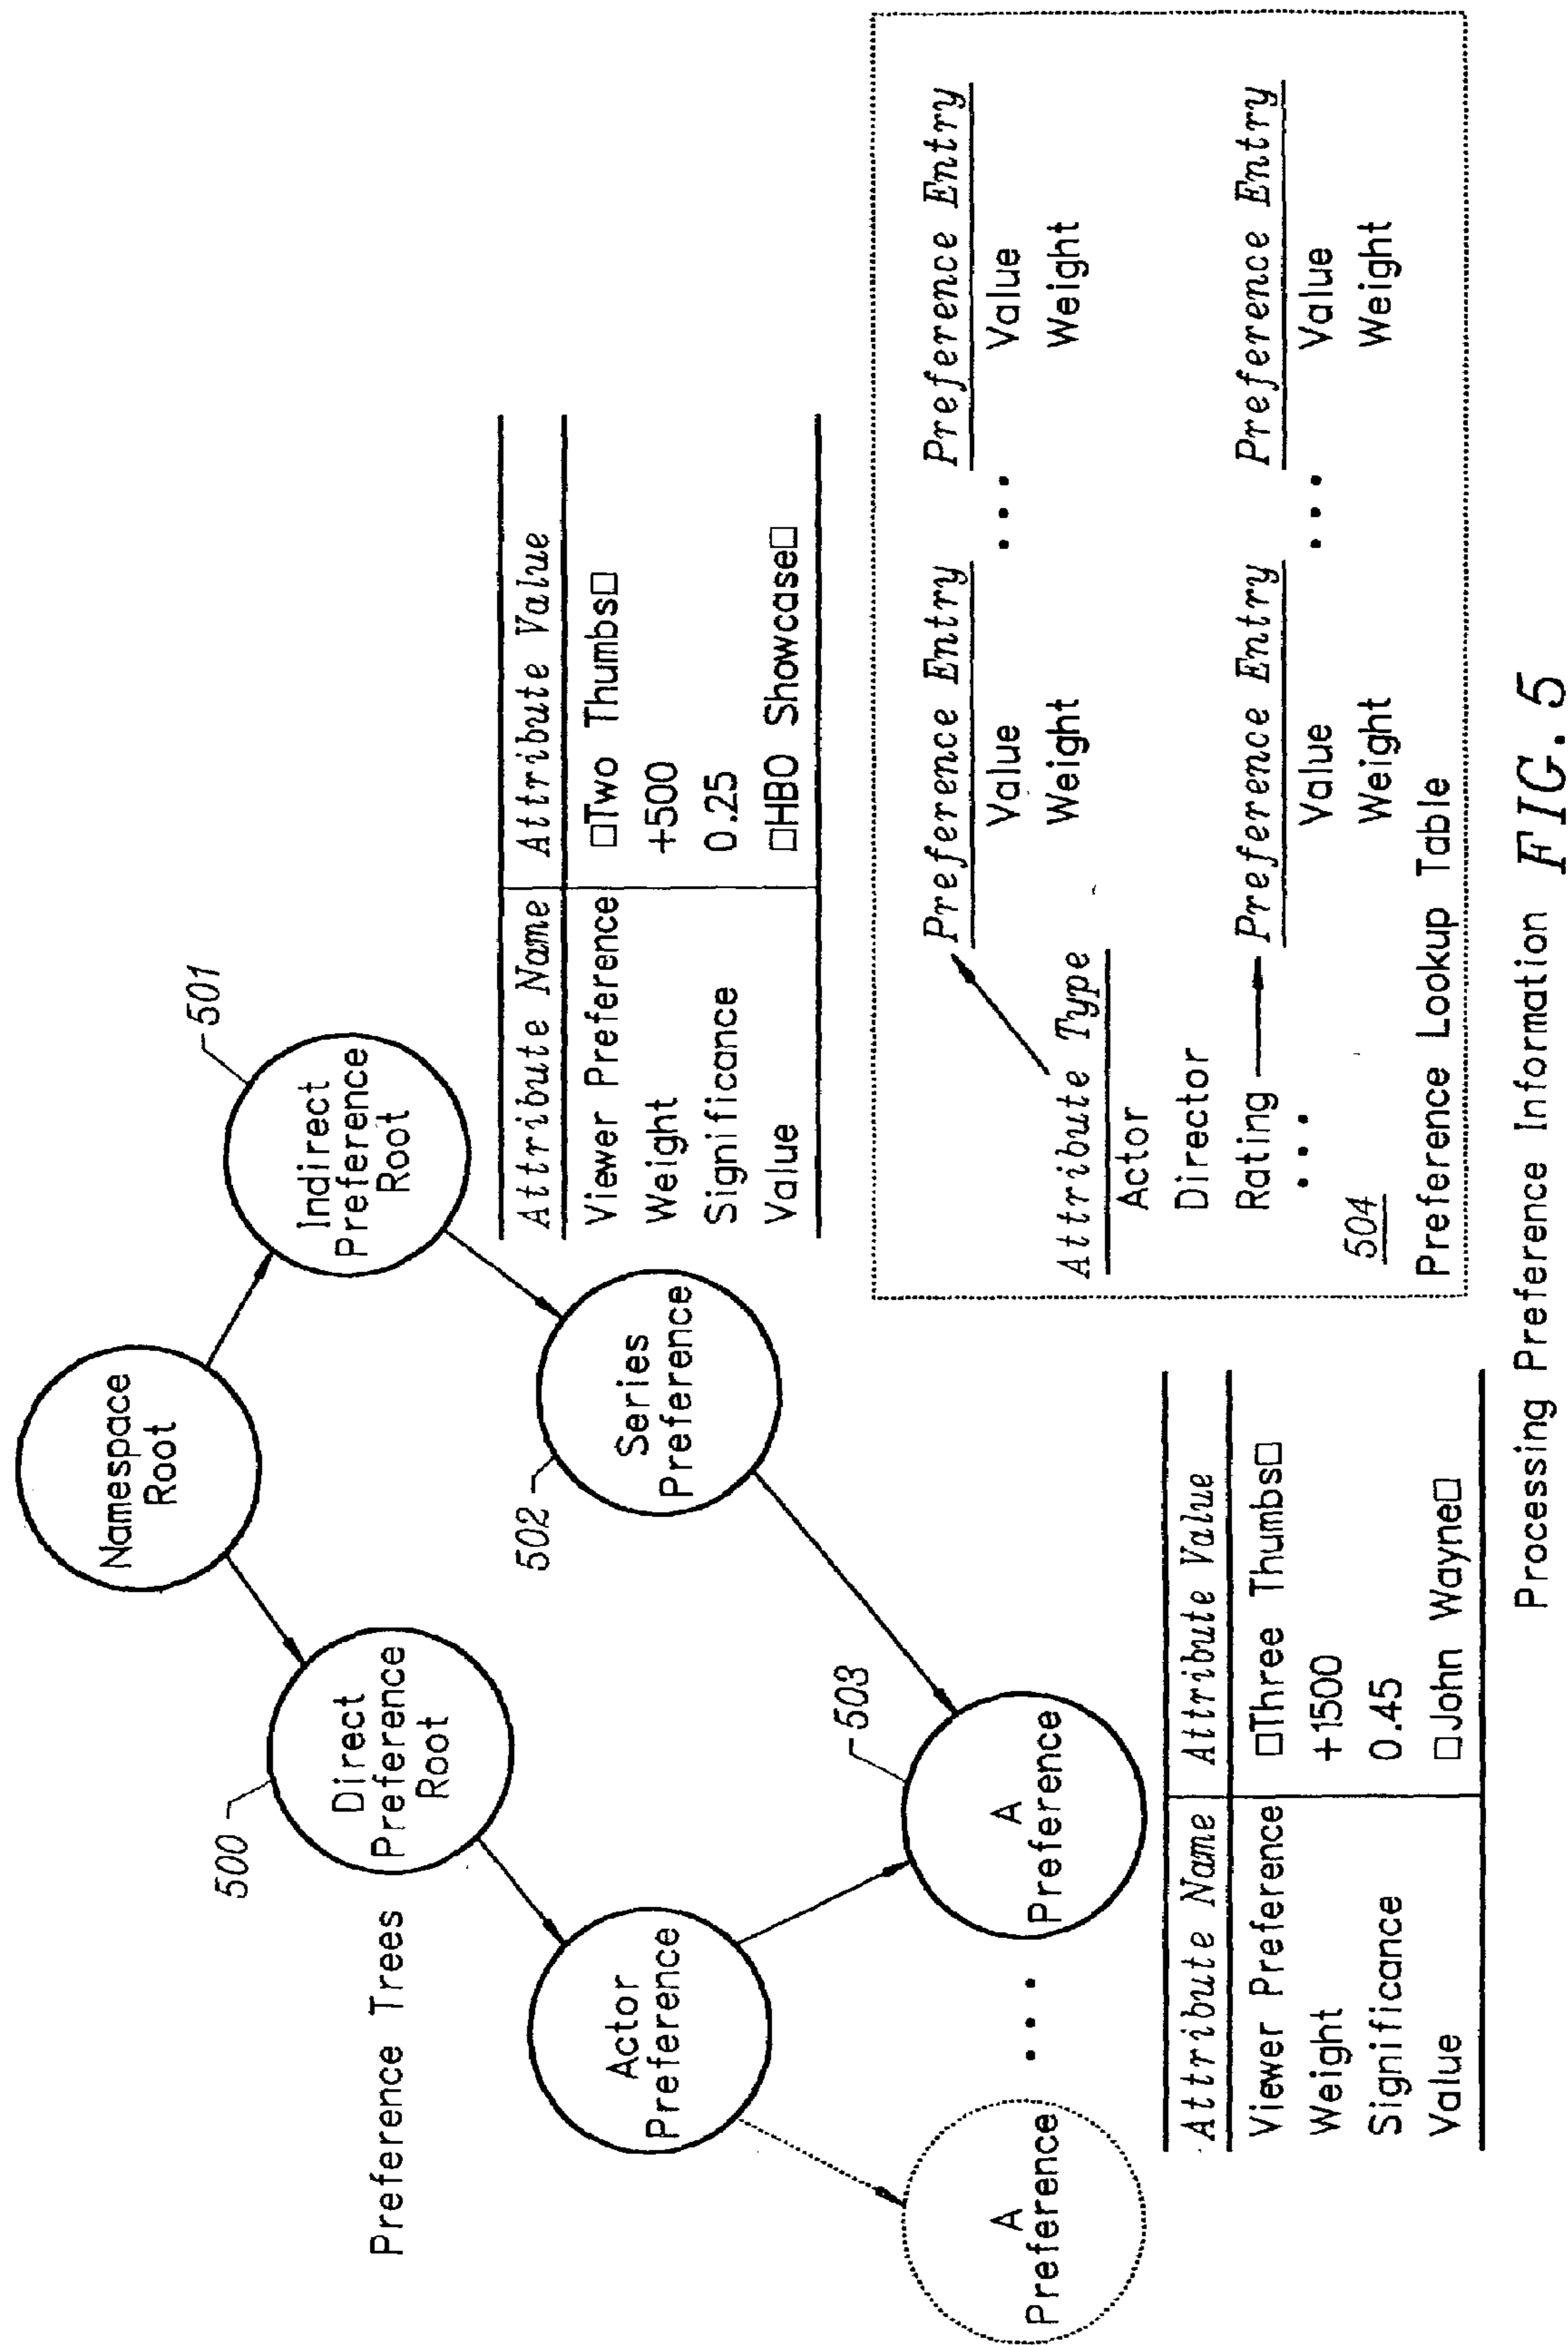 Preference Trees
Namespace
Root
500
Direct
Preference
Root
501
Indirect
Preference
Root
Actor
Preference
502
Series
Preference
Attribute Name Attribute Value
Viewer Preference □Two Thumbs□
Weight +500
Significance 0.25
Value □HBO Showcase□
A
Preference
...
503
A
Preference
Attribute Name Attribute Value
Viewer Preference □Three Thumbs□
Weight +1500
Significance 0.45
Value □John Wayne□
Preference Entry Preference Entry
Value ... Value
Weight Weight
Attribute Type
Actor
Director
Rating Preference Entry Preference Entry
... Value ... Value
504 Weight Weight
Preference Lookup Table
Processing Preference Information FIG. 5